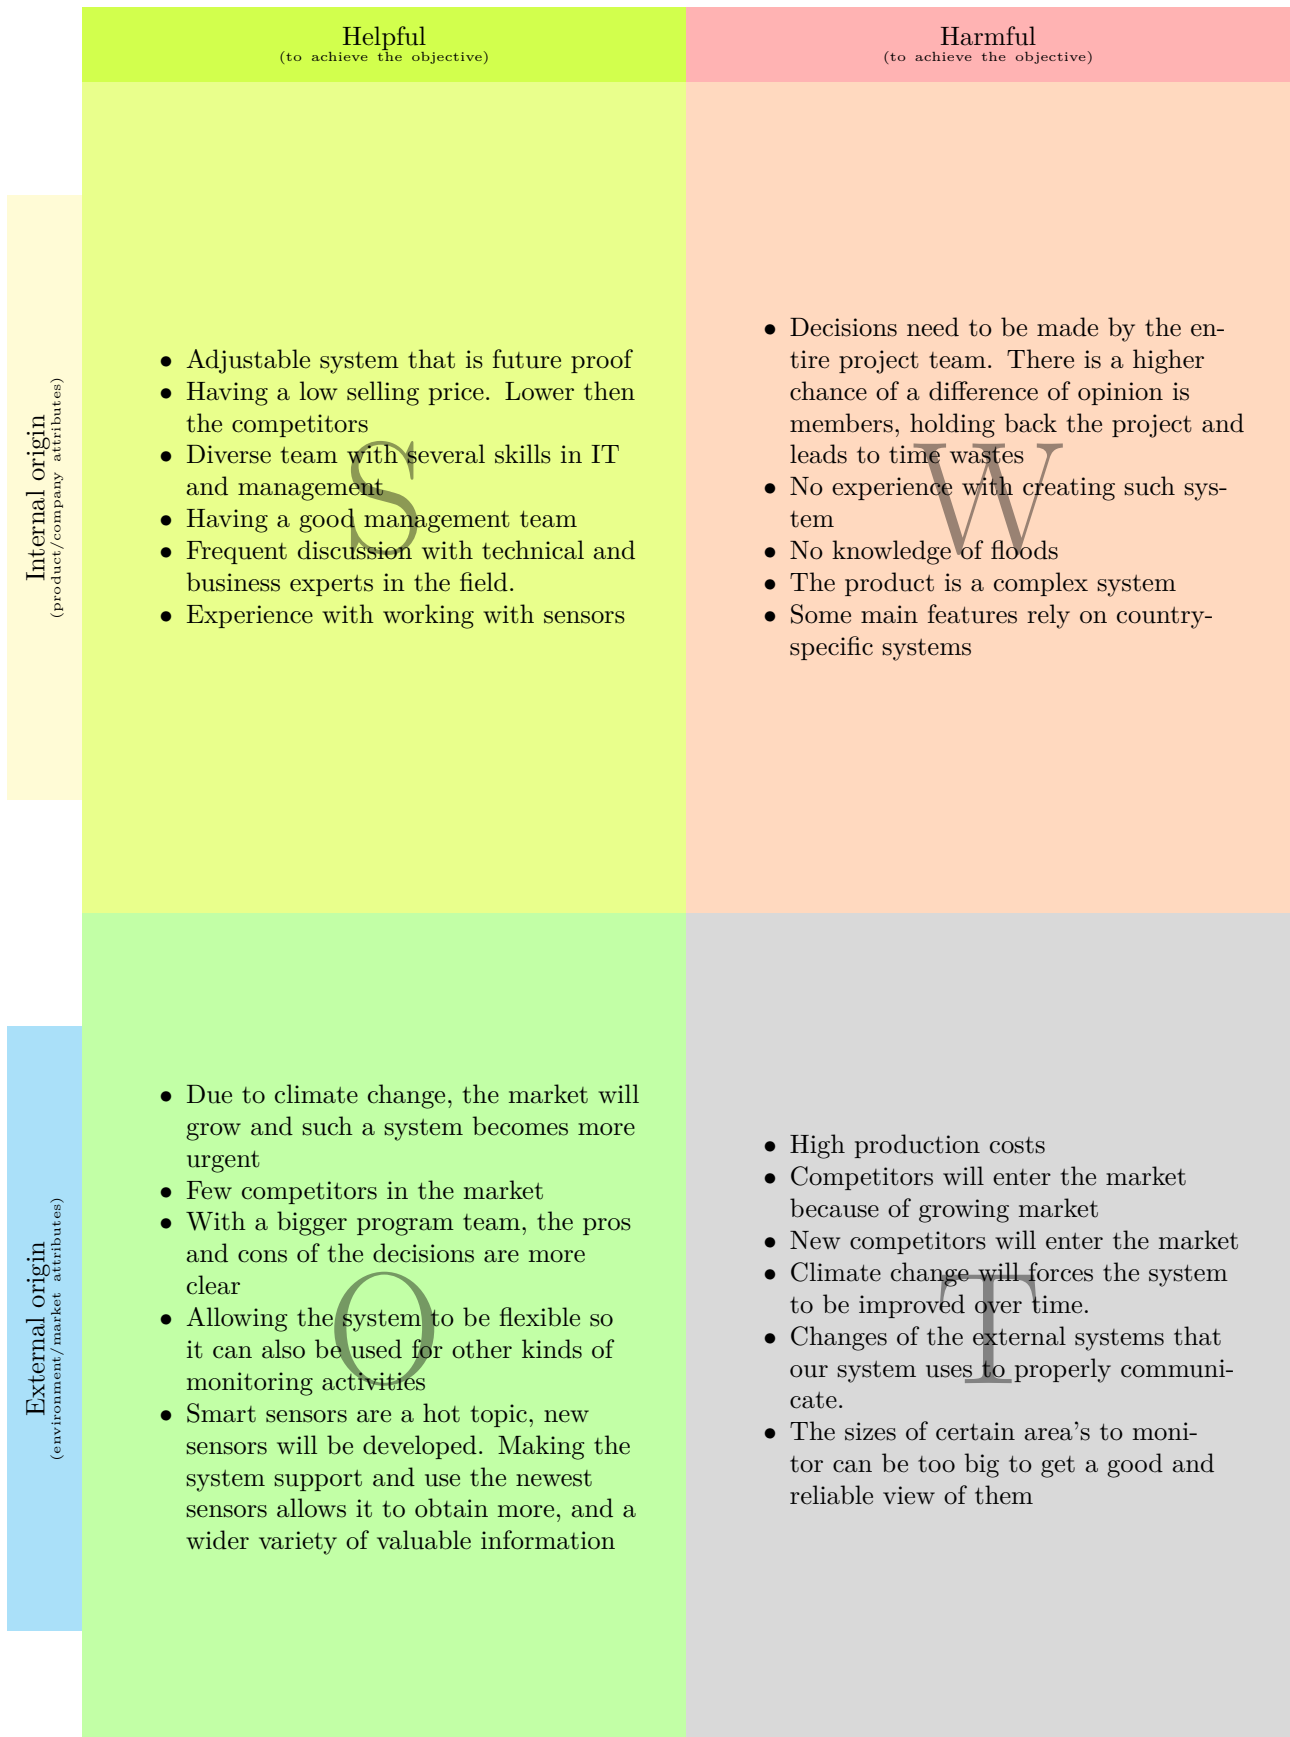 Helpful
(to achieve the objective)
Harmful
(to achieve the objective)
Internal origin
(product/company attributes)
• Adjustable system that is future proof
• Having a low selling price. Lower then
the competitors
• Diverse team with several skills in IT
and management
• Having a good management team
• Frequent discussion with technical and
business experts in the field.
• Experience with working with sensors
S
• Decisions need to be made by the en-
tire project team. There is a higher
chance of a difference of opinion is
members, holding back the project and
leads to time wastes
• No experience with creating such sys-
tem
• No knowledge of floods
• The product is a complex system
• Some main features rely on country-
specific systems
W
External origin
(environment/market attributes)
• Due to climate change, the market will
grow and such a system becomes more
urgent
• Few competitors in the market
• With a bigger program team, the pros
and cons of the decisions are more
clear
• Allowing the system to be flexible so
it can also be used for other kinds of
monitoring activities
• Smart sensors are a hot topic, new
sensors will be developed. Making the
system support and use the newest
sensors allows it to obtain more, and a
wider variety of valuable information
O
• High production costs
• Competitors will enter the market
because of growing market
• New competitors will enter the market
• Climate change will forces the system
to be improved over time.
• Changes of the external systems that
our system uses to properly communi-
cate.
• The sizes of certain area's to moni-
tor can be too big to get a good and
reliable view of them
T